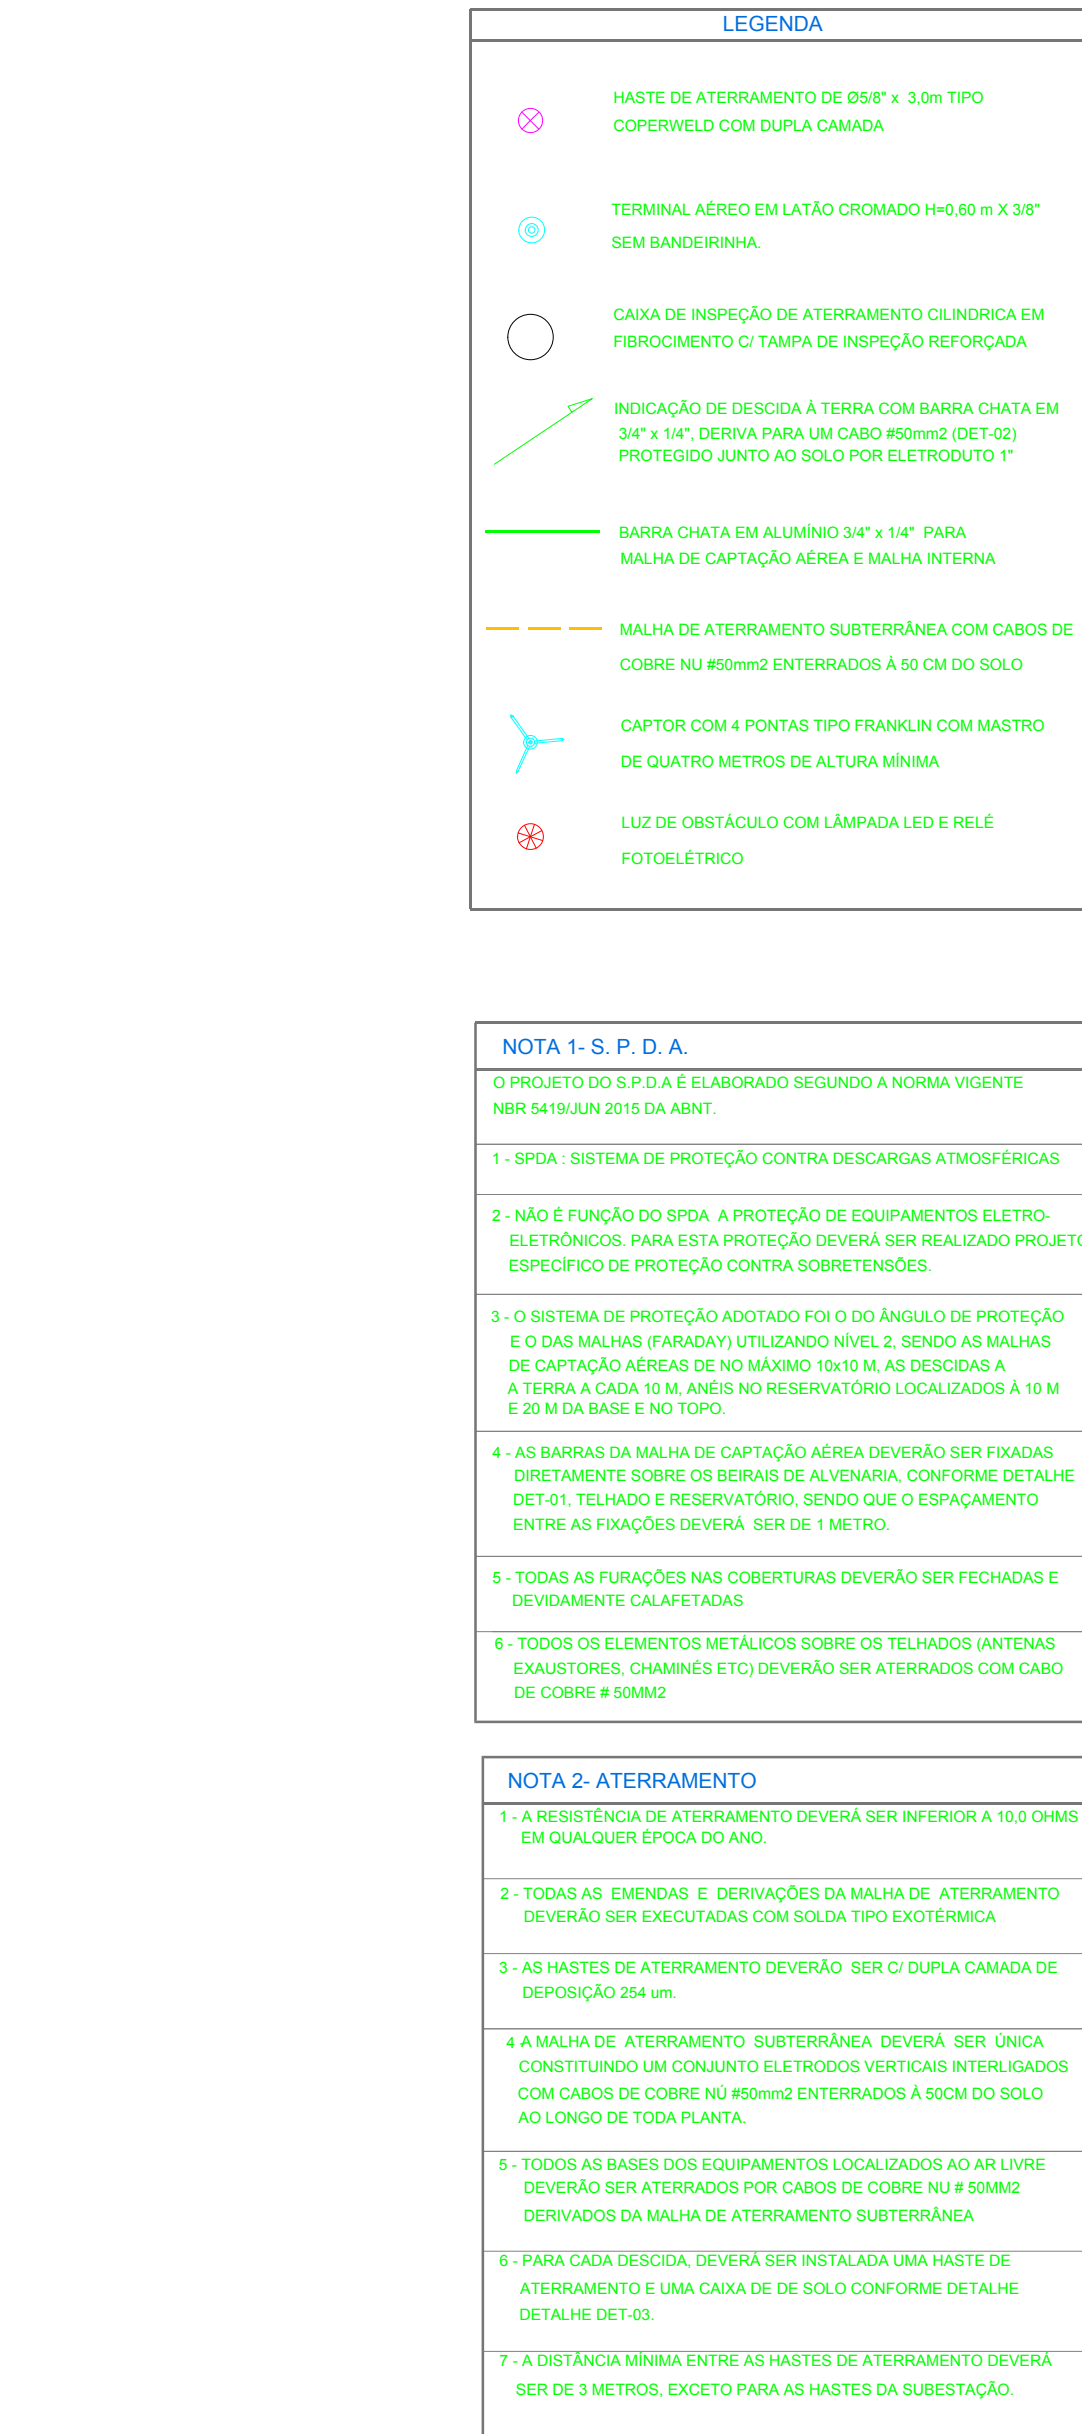 LEGENDA
HASTE DE ATERRAMENTO DE Ø5/8" x 3,0m TIPO
COPERWELD COM DUPLA CAMADA
TERMINAL AÉREO EM LATÃO CROMADO H=0,60 m X 3/8"
SEM BANDEIRINHA.
CAIXA DE INSPEÇÃO DE ATERRAMENTO CILINDRICA EM
FIBROCIMENTO C/ TAMPA DE INSPEÇÃO REFORÇADA
INDICAÇÃO DE DESCIDA À TERRA COM BARRA CHATA EM
3/4" x 1/4", DERIVA PARA UM CABO #50mm2 (DET-02)
PROTEGIDO JUNTO AO SOLO POR ELETRODUTO 1"
BARRA CHATA EM ALUMÍNIO 3/4" x 1/4" PARA
MALHA DE CAPTAÇÃO AÉREA E MALHA INTERNA
MALHA DE ATERRAMENTO SUBTERRÂNEA COM CABOS DE
COBRE NU #50mm2 ENTERRADOS À 50 CM DO SOLO
CAPTOR COM 4 PONTAS TIPO FRANKLIN COM MASTRO
DE QUATRO METROS DE ALTURA MÍNIMA
LUZ DE OBSTÁCULO COM LÂMPADA LED E RELÉ
FOTOELÉTRICO
NOTA 1- S. P. D. A.
O PROJETO DO S.P.D.A É ELABORADO SEGUNDO A NORMA VIGENTE
NBR 5419/JUN 2015 DA ABNT.
1 - SPDA : SISTEMA DE PROTEÇÃO CONTRA DESCARGAS ATMOSFÉRICAS
2 - NÃO É FUNÇÃO DO SPDA A PROTEÇÃO DE EQUIPAMENTOS ELETRO-
ELETRÔNICOS. PARA ESTA PROTEÇÃO DEVERÁ SER REALIZADO PROJETO
ESPECÍFICO DE PROTEÇÃO CONTRA SOBRETENSÕES.
3 - O SISTEMA DE PROTEÇÃO ADOTADO FOI O DO ÂNGULO DE PROTEÇÃO
E O DAS MALHAS (FARADAY) UTILIZANDO NÍVEL 2, SENDO AS MALHAS
DE CAPTAÇÃO AÉREAS DE NO MÁXIMO 10x10 M, AS DESCIDAS A
A TERRA A CADA 10 M, ANÉIS NO RESERVATÓRIO LOCALIZADOS À 10 M
E 20 M DA BASE E NO TOPO.
4 - AS BARRAS DA MALHA DE CAPTAÇÃO AÉREA DEVERÃO SER FIXADAS
DIRETAMENTE SOBRE OS BEIRAIS DE ALVENARIA, CONFORME DETALHE
DET-01, TELHADO E RESERVATÓRIO, SENDO QUE O ESPAÇAMENTO
ENTRE AS FIXAÇÕES DEVERÁ SER DE 1 METRO.
5 - TODAS AS FURAÇÕES NAS COBERTURAS DEVERÃO SER FECHADAS E
DEVIDAMENTE CALAFETADAS
6 - TODOS OS ELEMENTOS METÁLICOS SOBRE OS TELHADOS (ANTENAS
EXAUSTORES, CHAMINÉS ETC) DEVERÃO SER ATERRADOS COM CABO
DE COBRE # 50MM2
NOTA 2- ATERRAMENTO
1 - A RESISTÊNCIA DE ATERRAMENTO DEVERÁ SER INFERIOR A 10,0 OHMS
EM QUALQUER ÉPOCA DO ANO.
2 - TODAS AS EMENDAS E DERIVAÇÕES DA MALHA DE ATERRAMENTO
DEVERÃO SER EXECUTADAS COM SOLDA TIPO EXOTÉRMICA
3 - AS HASTES DE ATERRAMENTO DEVERÃO SER C/ DUPLA CAMADA DE
DEPOSIÇÃO 254 um.
4 A MALHA DE ATERRAMENTO SUBTERRÂNEA DEVERÁ SER ÚNICA
CONSTITUINDO UM CONJUNTO ELETRODOS VERTICAIS INTERLIGADOS
COM CABOS DE COBRE NÚ #50mm2 ENTERRADOS À 50CM DO SOLO
AO LONGO DE TODA PLANTA.
5 - TODOS AS BASES DOS EQUIPAMENTOS LOCALIZADOS AO AR LIVRE
DEVERÃO SER ATERRADOS POR CABOS DE COBRE NU # 50MM2
DERIVADOS DA MALHA DE ATERRAMENTO SUBTERRÂNEA
6 - PARA CADA DESCIDA, DEVERÁ SER INSTALADA UMA HASTE DE
ATERRAMENTO E UMA CAIXA DE DE SOLO CONFORME DETALHE
DETALHE DET-03.
7 - A DISTÂNCIA MÍNIMA ENTRE AS HASTES DE ATERRAMENTO DEVERÁ
SER DE 3 METROS, EXCETO PARA AS HASTES DA SUBESTAÇÃO.